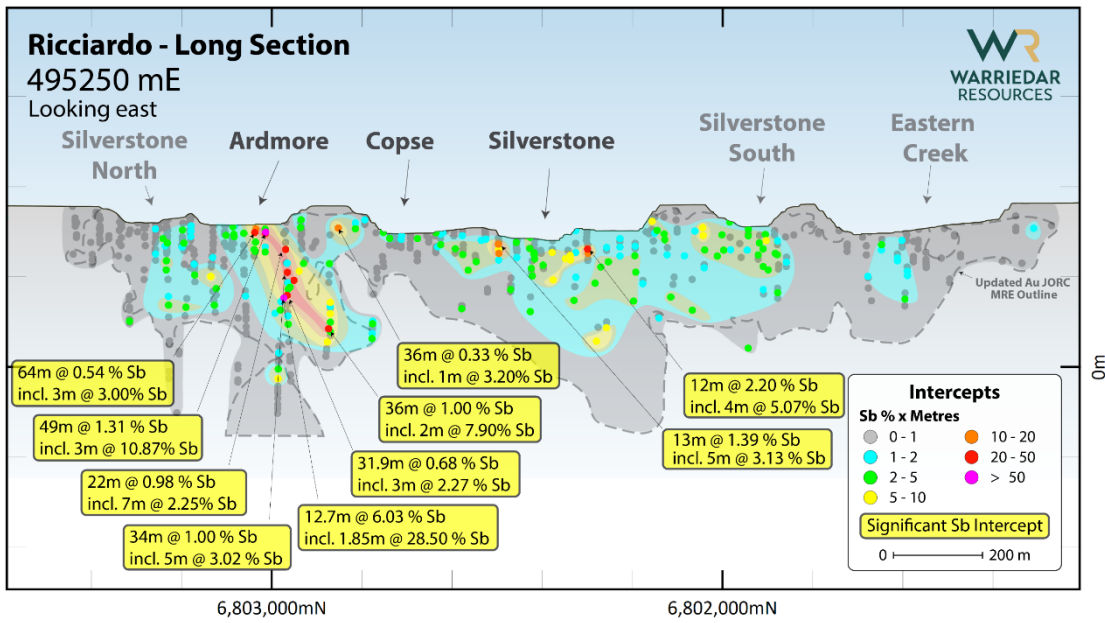 Ricciardo - Long Section
495250 mE
Looking east
WARRIEDAR
RESOURCES
Silverstone
North
Ardmore
Copse
Silverstone
Silverstone
South
Eastern
Creek
Updated Au JORC
MRE Outline
0m
64m @ 0.54 % Sb
incl. 3m @ 3.00% Sb
49m @ 1.31 % Sb
incl. 3m @ 10.87% Sb
22m @ 0.98 % Sb
incl. 7m @ 2.25% Sb
34m @ 1.00 % Sb
incl. 5m @ 3.02 % Sb
12.7m @ 6.03 % Sb
incl. 1.85m @ 28.50 % Sb
31.9m @ 0.68 % Sb
incl. 3m @ 2.27 % Sb
36m @ 1.00 % Sb
incl. 2m @ 7.90% Sb
36m @ 0.33 % Sb
incl. 1m @ 3.20% Sb
13m @ 1.39 % Sb
incl. 5m @ 3.13 % Sb
12m @ 2.20 % Sb
incl. 4m @ 5.07% Sb
Intercepts
Sb % x Metres
0 - 1
1 - 2
2 - 5
5 - 10
10 - 20
20 - 50
> 50
Significant Sb Intercept
0 200 m
6,803,000mN
6,802,000mN